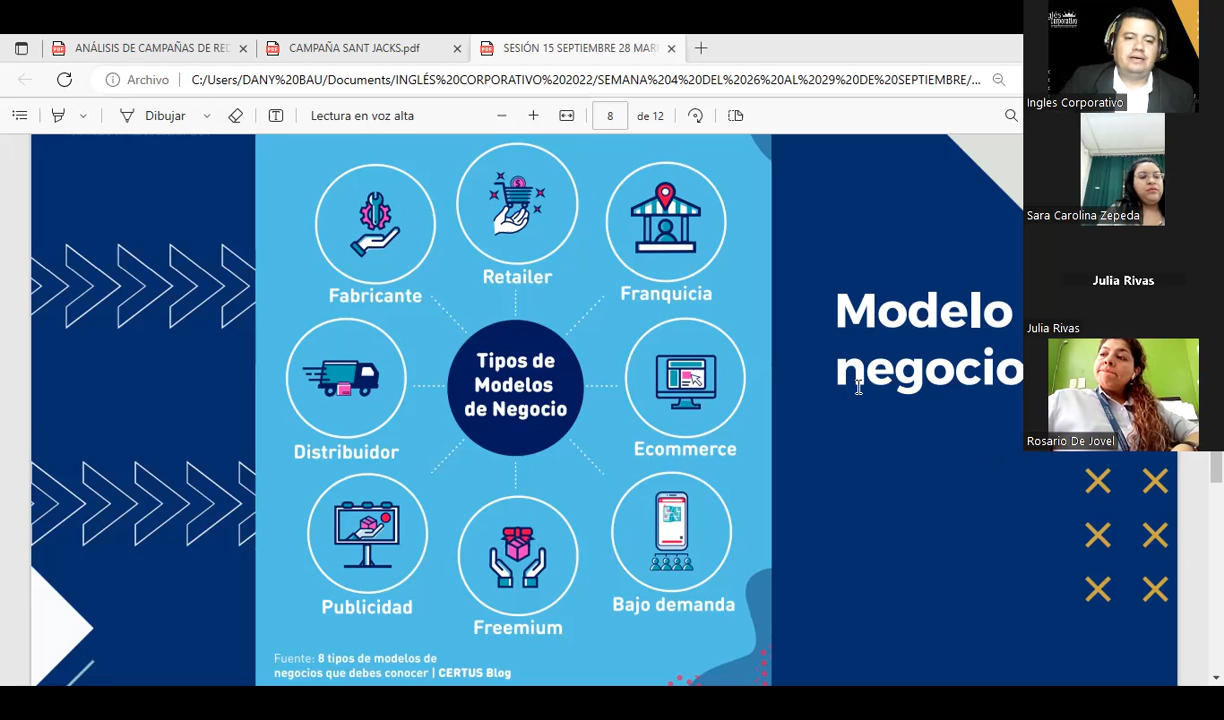 ANÁLISIS DE CAMPAÑAS DE RED
CAMPAÑA SANT JACKS.pdf
SESIÓN 15 SEPTIEMBRE 28 MAR
Archivo
C:/Users/DANY%20BAU/Documents/INGLÉS%20CORPORATIVO%202022/SEMANA%204%20DEL%2026%20AL%2029%20DE%20SEPTIEMBRE/...
Dibujar
Lectura en voz alta
8
de 12
Fabricante
Retailer
Franquicia
Distribuidor
Tipos de
Modelos
de Negocio
Ecommerce
Publicidad
Freemium
Bajo demanda
Fuente: 8 tipos de modelos de
negocios que debes conocer | CERTUS Blog
Modelo
negocio
Corporativo
Ingles Corporativo
Sara Carolina Zepeda
Julia Rivas
Julia Rivas
Rosario De Jovel